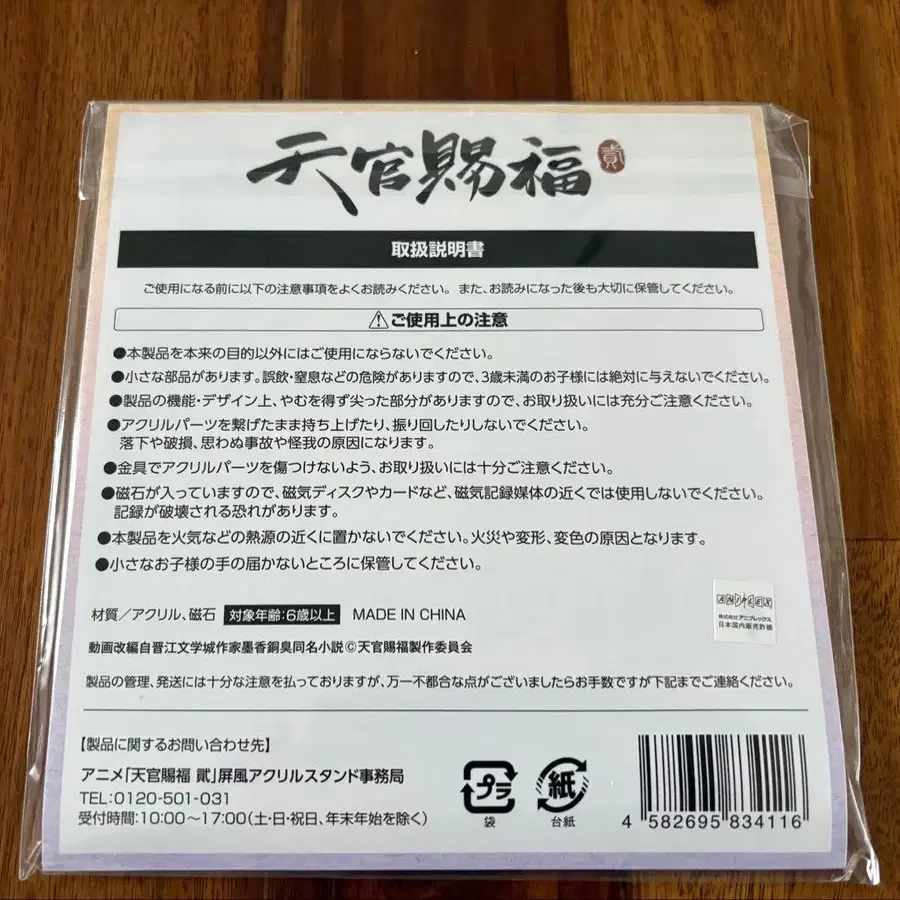 天官賜福 貳
取扱説明書
ご使用になる前に以下の注意事項をよくお読みください。また、お読みになった後も大切に保管してください。
⚠ご使用上の注意
●本製品を本来の目的以外にはご使用にならないでください。
●小さな部品があります。誤飲・窒息などの危険がありますので、3歳未満のお子様には絶対に与えないでください。
●製品の機能・デザイン上、やむを得ず尖った部分がありますので、お取り扱いには充分ご注意ください。
●アクリルパーツを繋げたまま持ち上げたり、振り回したりしないでください。
落下や破損、思わぬ事故や怪我の原因になります。
●金具でアクリルパーツを傷つけないよう、お取り扱いには十分ご注意ください。
●磁石が入っていますので、磁気ディスクやカードなど、磁気記録媒体の近くでは使用しないでください。
記録が破壊される恐れがあります。
●本製品を火気などの熱源の近くに置かないでください。火災や変形、変色の原因となります。
●小さなお子様の手の届かないところに保管してください。
ANIPLEX
株式会社アニプレックス
日本国内販売許諾
材質/アクリル、磁石 対象年齢:6歳以上 MADE IN CHINA
動画改編自晋江文学城作家墨香銅臭同名小説©天官賜福製作委員会
製品の管理、発送には十分な注意を払っておりますが、万一不都合な点がございましたらお手数ですが下記までご連絡ください。
【製品に関するお問い合わせ先】
アニメ「天官賜福 貳」屏風アクリルスタンド事務局
TEL:0120-501-031
受付時間:10:00〜17:00(土・日・祝日、年末年始を除く)
プラ
袋
紙
台紙
4 582695 834116